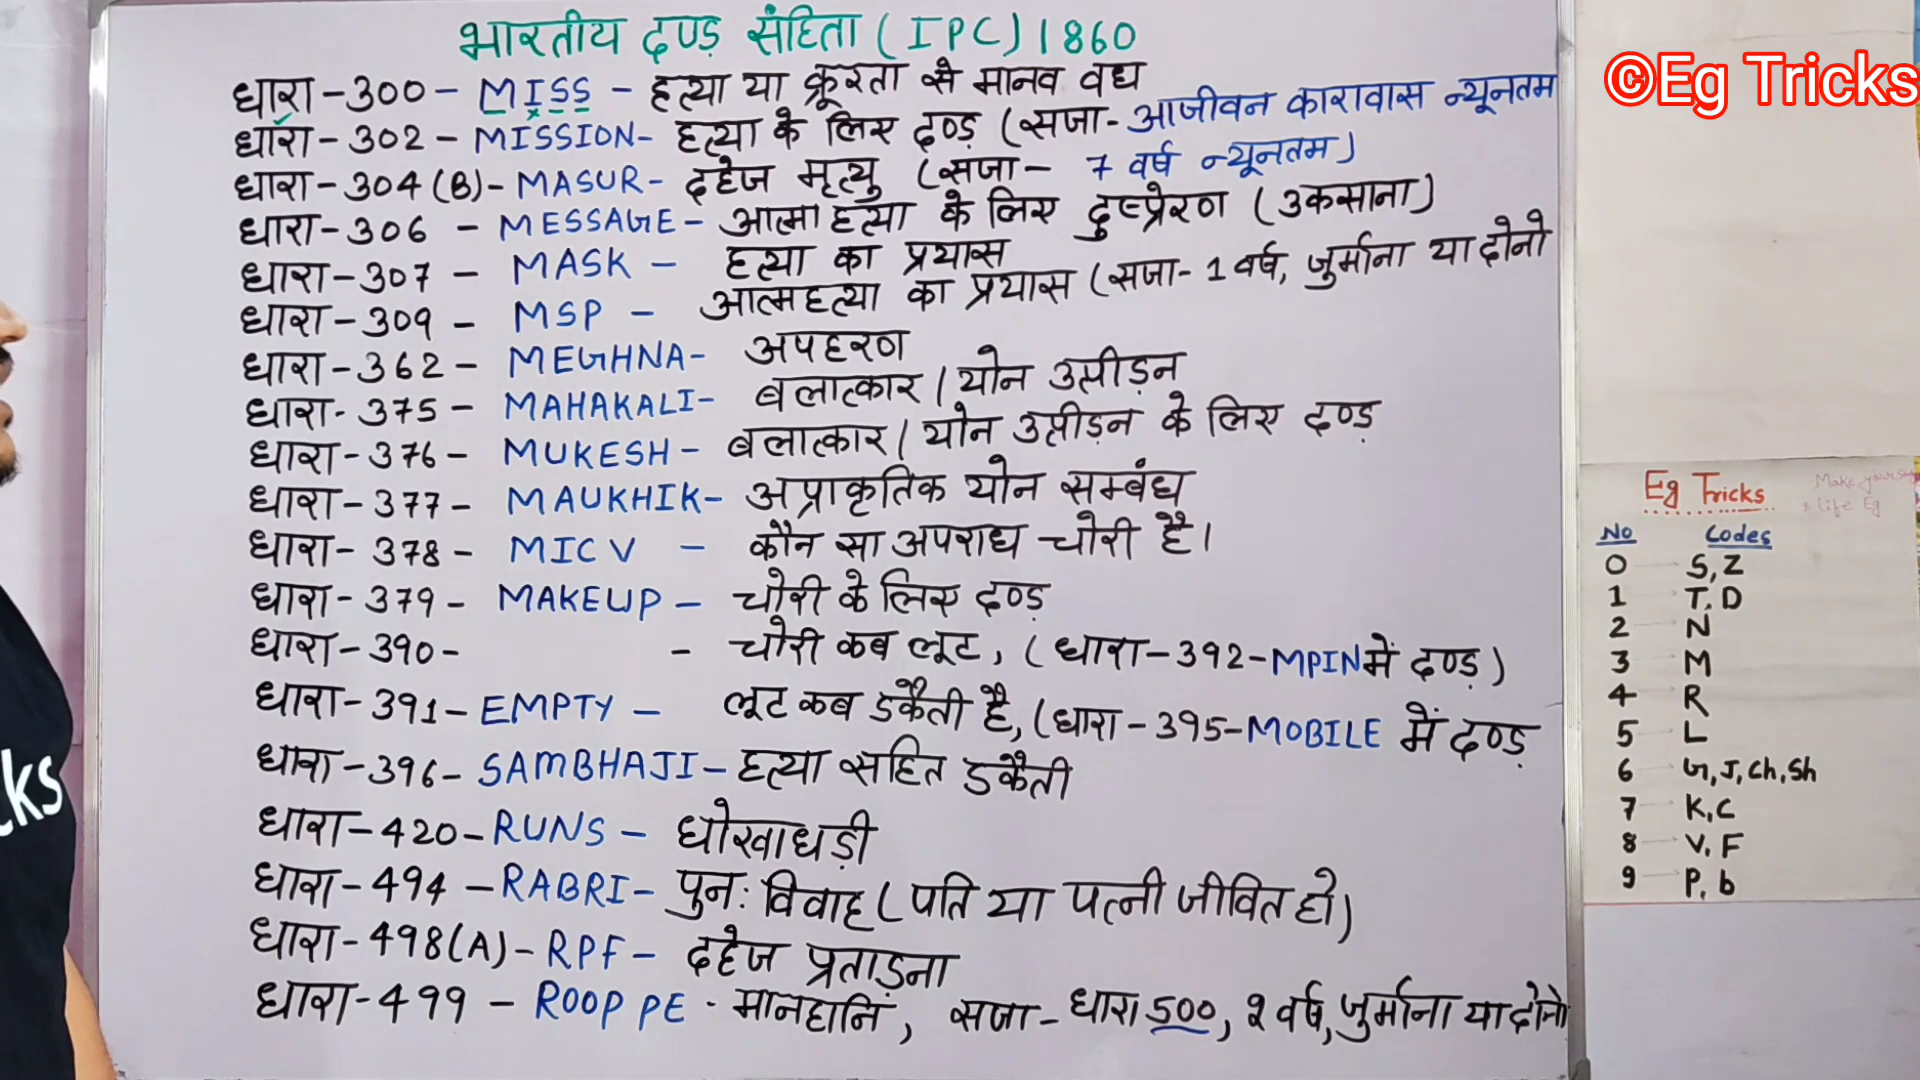 भारतीय दण्ड़ संहिता (IPC) 1860
धारा-300- MISS - हत्या या क्रूरता से मानव वध
धारा-302 - MISSION- हत्या के लिए दण्ड़ (सजा- आजीवन कारावास न्यूनतम
धारा-304(B)- MASUR- दहेज मृत्यु (सजा- 7 वर्ष न्यूनतम)
धारा-306 - MESSAGE- आत्माहत्या के लिए दुष्प्रेरण (उकसाना)
धारा-307 - MASK - हत्या का प्रयास
धारा-309 - MSP - आत्महत्या का प्रयास (सजा- 1 वर्ष, जुर्माना या दोनो
धारा-362 - MEGHNA- अपहरण
धारा-375 - MAHAKALI- बलात्कार / योन उत्पीड़न
धारा-376 - MUKESH - बलात्कार / योन उत्पीड़न के लिए दण्ड़
धारा-377 - MAUKHIK- अप्राकृतिक योन सम्बंध
धारा-378 - MICV - कौन सा अपराध चोरी है।
धारा-379 - MAKEUP - चोरी के लिए दण्ड़
धारा-390- - चोरी कब लूट, (धारा-392-MPIN में दण्ड़)
धारा-391-EMPTY - लूट कब डकैती है, (धारा-395-MOBILE में दण्ड़
धारा-396- SAMBHAJI- हत्या सहित डकैती
धारा-420-RUNS - धोखाधड़ी
धारा-494 - RABRI- पुनः विवाह (पति या पत्नी जीवित हो)
धारा-498(A)- RPF - दहेज प्रताड़ना
धारा-499 - ROOP PE - मानहानि, सजा- धारा 500, 2 वर्ष, जुर्माना या दोनो
©Eg Tricks
Eg Tricks
Make your
life Eg
No Codes
0 S, Z
1 T, D
2 N
3 M
4 R
5 L
6 G, J, Ch, Sh
7 K, C
8 V, F
9 P, b
cks